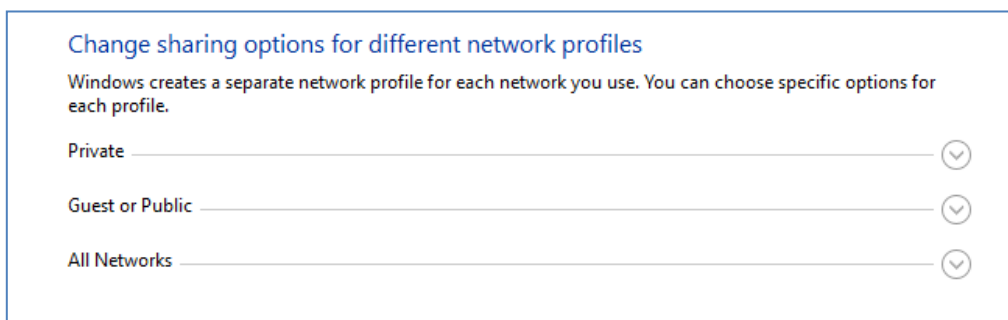 Change sharing options for different network profiles
Windows creates a separate network profile for each network you use. You can choose specific options for
each profile.
Private
Guest or Public
All Networks